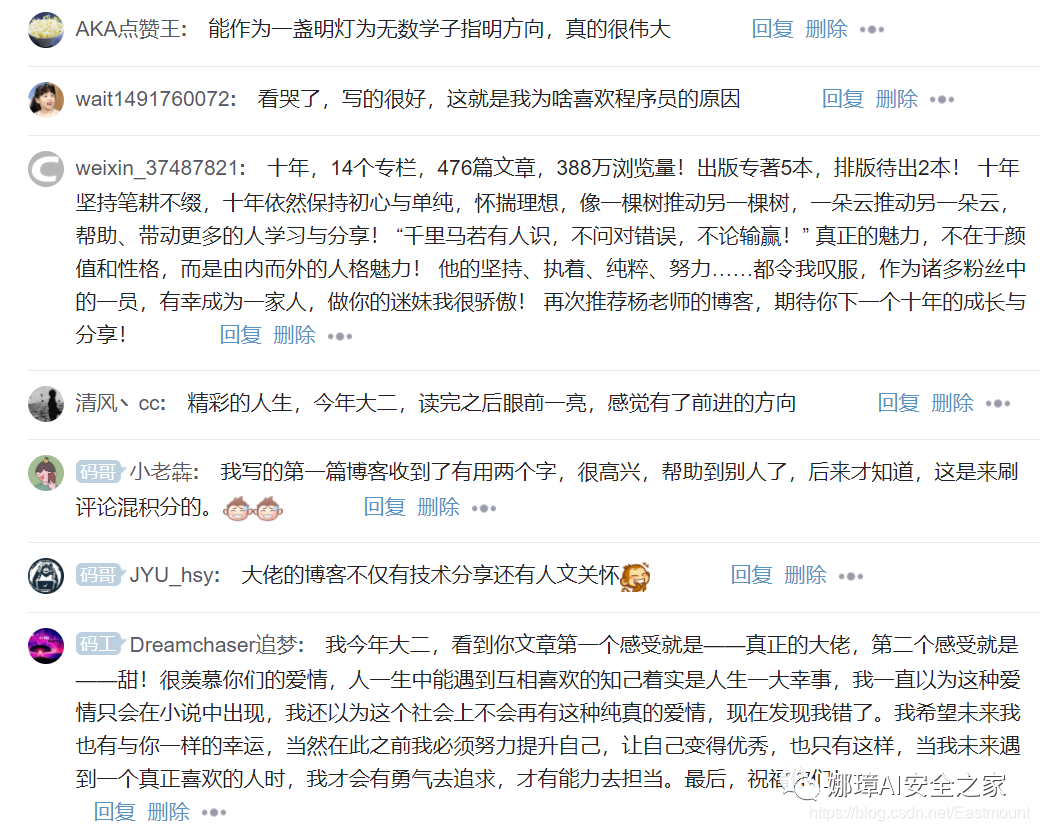 AKA点赞王: 能作为一盏明灯为无数学子指明方向，真的很伟大 回复 删除 •••
wait1491760072: 看哭了，写的很好，这就是我为啥喜欢程序员的原因 回复 删除 •••
weixin_37487821: 十年，14个专栏，476篇文章，388万浏览量！出版专著5本，排版待出2本！ 十年
坚持笔耕不缀，十年依然保持初心与单纯，怀揣理想，像一棵树推动另一棵树，一朵云推动另一朵云，
帮助、带动更多的人学习与分享！ “千里马若有人识，不问对错误，不论输赢！” 真正的魅力，不在于颜
值和性格，而是由内而外的人格魅力！ 他的坚持、执着、纯粹、努力……都令我叹服，作为诸多粉丝中
的一员，有幸成为一家人，做你的迷妹我很骄傲！ 再次推荐杨老师的博客，期待你下一个十年的成长与
分享！ 回复 删除 •••
清风丶 cc: 精彩的人生，今年大二，读完之后眼前一亮，感觉有了前进的方向 回复 删除 •••
码哥 小老犇: 我写的第一篇博客收到了有用两个字，很高兴，帮助到别人了，后来才知道，这是来刷
评论混积分的。 回复 删除 •••
码哥 JYU_hsy: 大佬的博客不仅有技术分享还有人文关怀 回复 删除 •••
码工 Dreamchaser追梦: 我今年大二，看到你文章第一个感受就是——真正的大佬，第二个感受就是
——甜！很羡慕你们的爱情，人一生中能遇到互相喜欢的知己着实是人生一大幸事，我一直以为这种爱
情只会在小说中出现，我还以为这个社会上不会再有这种纯真的爱情，现在发现我错了。我希望未来我
也有与你一样的幸运，当然在此之前我必须努力提升自己，让自己变得优秀，也只有这样，当我未来遇
到一个真正喜欢的人时，我才会有勇气去追求，才有能力去担当。最后，祝福你们
娜璋AI安全之家
回复 删除 •••
https://blog.csdn.net/Eastmount